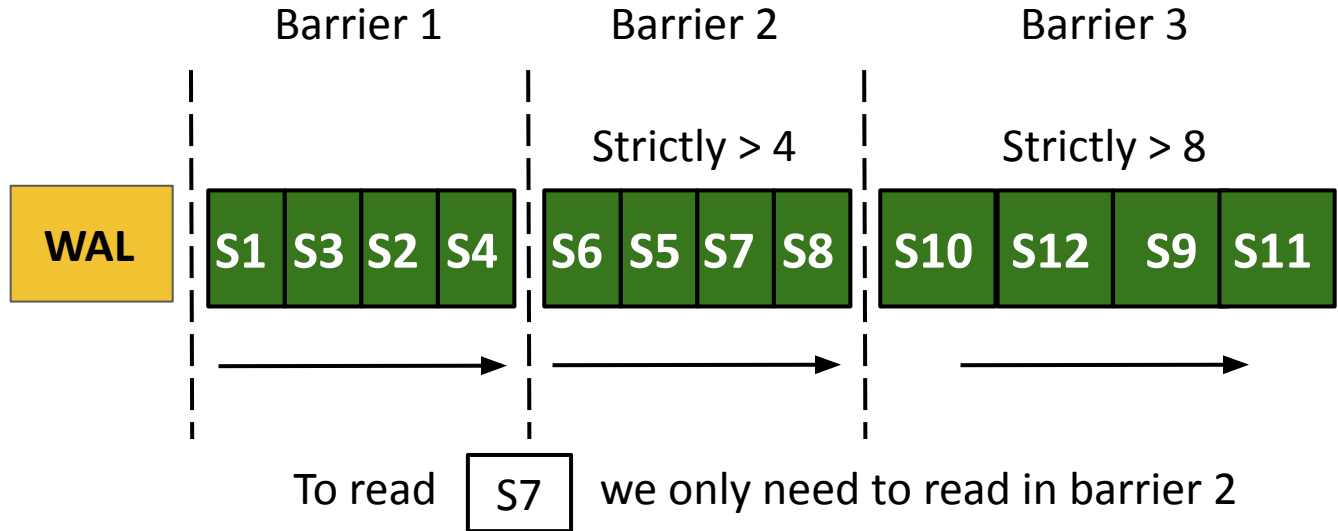 Barrier 1 Barrier 2 Barrier 3
Strictly > 4 Strictly > 8
WAL S1 S3 S2 S4 S6 S5 S7 S8 S10 S12 S9 S11
To read S7 we only need to read in barrier 2